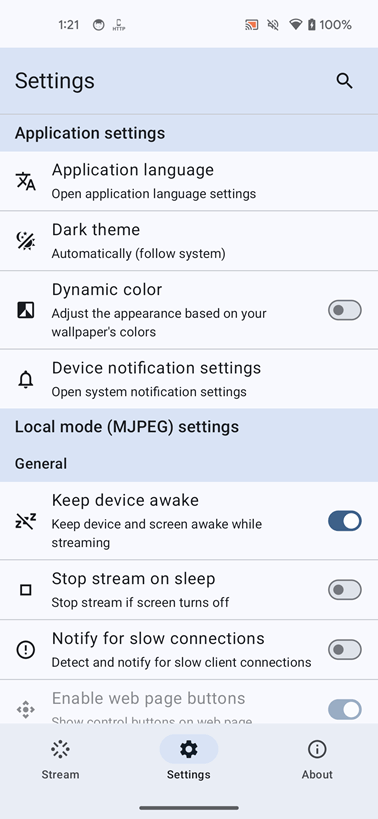 1:21
HTTP
100%
Settings
Application settings
Application language
Open application language settings
Dark theme
Automatically (follow system)
Dynamic color
Adjust the appearance based on your
wallpaper's colors
Device notification settings
Open system notification settings
Local mode (MJPEG) settings
General
Keep device awake
Keep device and screen awake while
streaming
Stop stream on sleep
Stop stream if screen turns off
Notify for slow connections
Detect and notify for slow client connections
Enable web page buttons
Show control buttons on web page
Stream
Settings
About